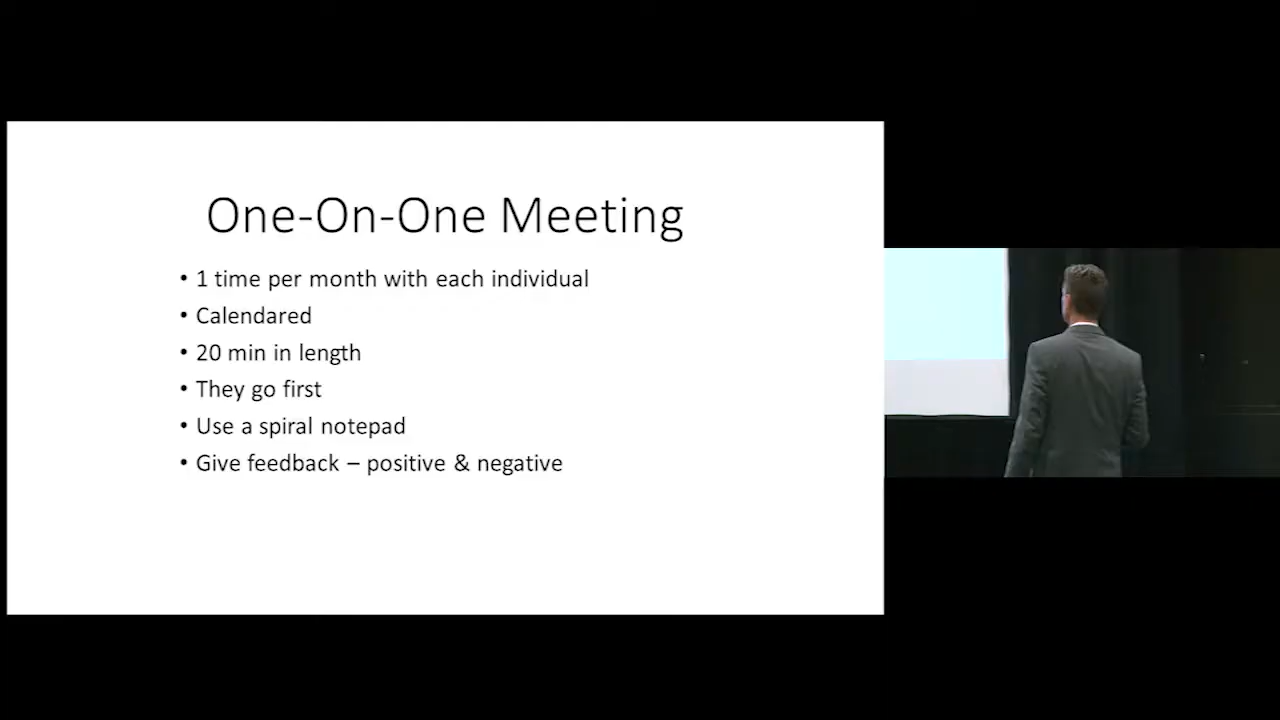 One-On-One Meeting
• 1 time per month with each individual
• Calendared
• 20 min in length
• They go first
• Use a spiral notepad
• Give feedback – positive & negative